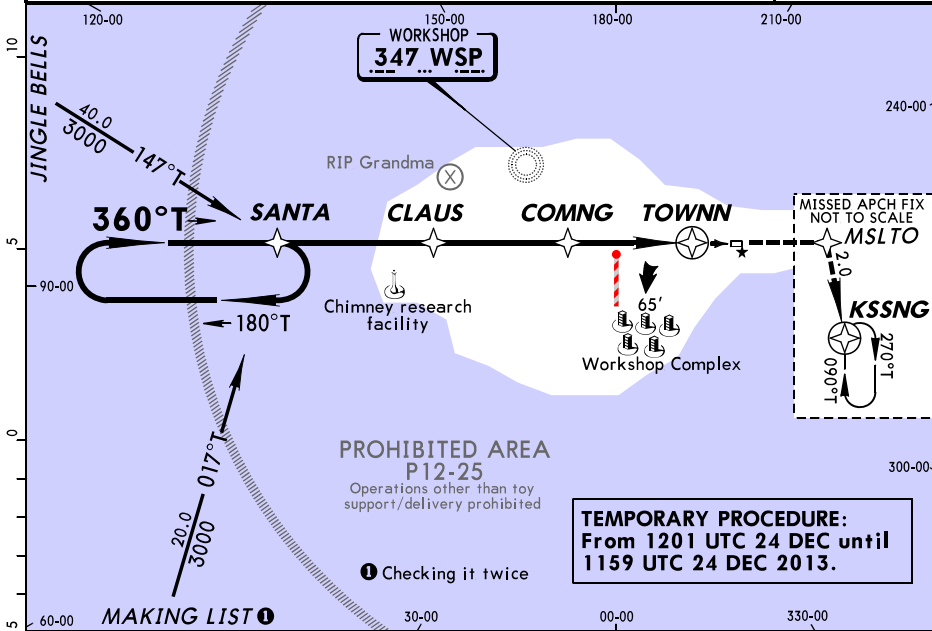 120-00
150-00
180-00
210-00
10
JINGLE BELLS
WORKSHOP
347 WSP
240-00
40.0
3000
147°T
RIP Grandma
360°T
SANTA
CLAUS
COMNG
TOWNN
MISSED APCH FIX
NOT TO SCALE
MSLTO
5
2.0
90-00
Chimney research
facility
65'
KSSNG
180°T
270°T
090°T
Workshop Complex
0
017°T
PROHIBITED AREA
P12-25
Operations other than toy
support/delivery prohibited
300-00
20.0
3000
TEMPORARY PROCEDURE:
From 1201 UTC 24 DEC until
1159 UTC 24 DEC 2013.
1 Checking it twice
MAKING LIST 1
5
60-00
30-00
00-00
330-00